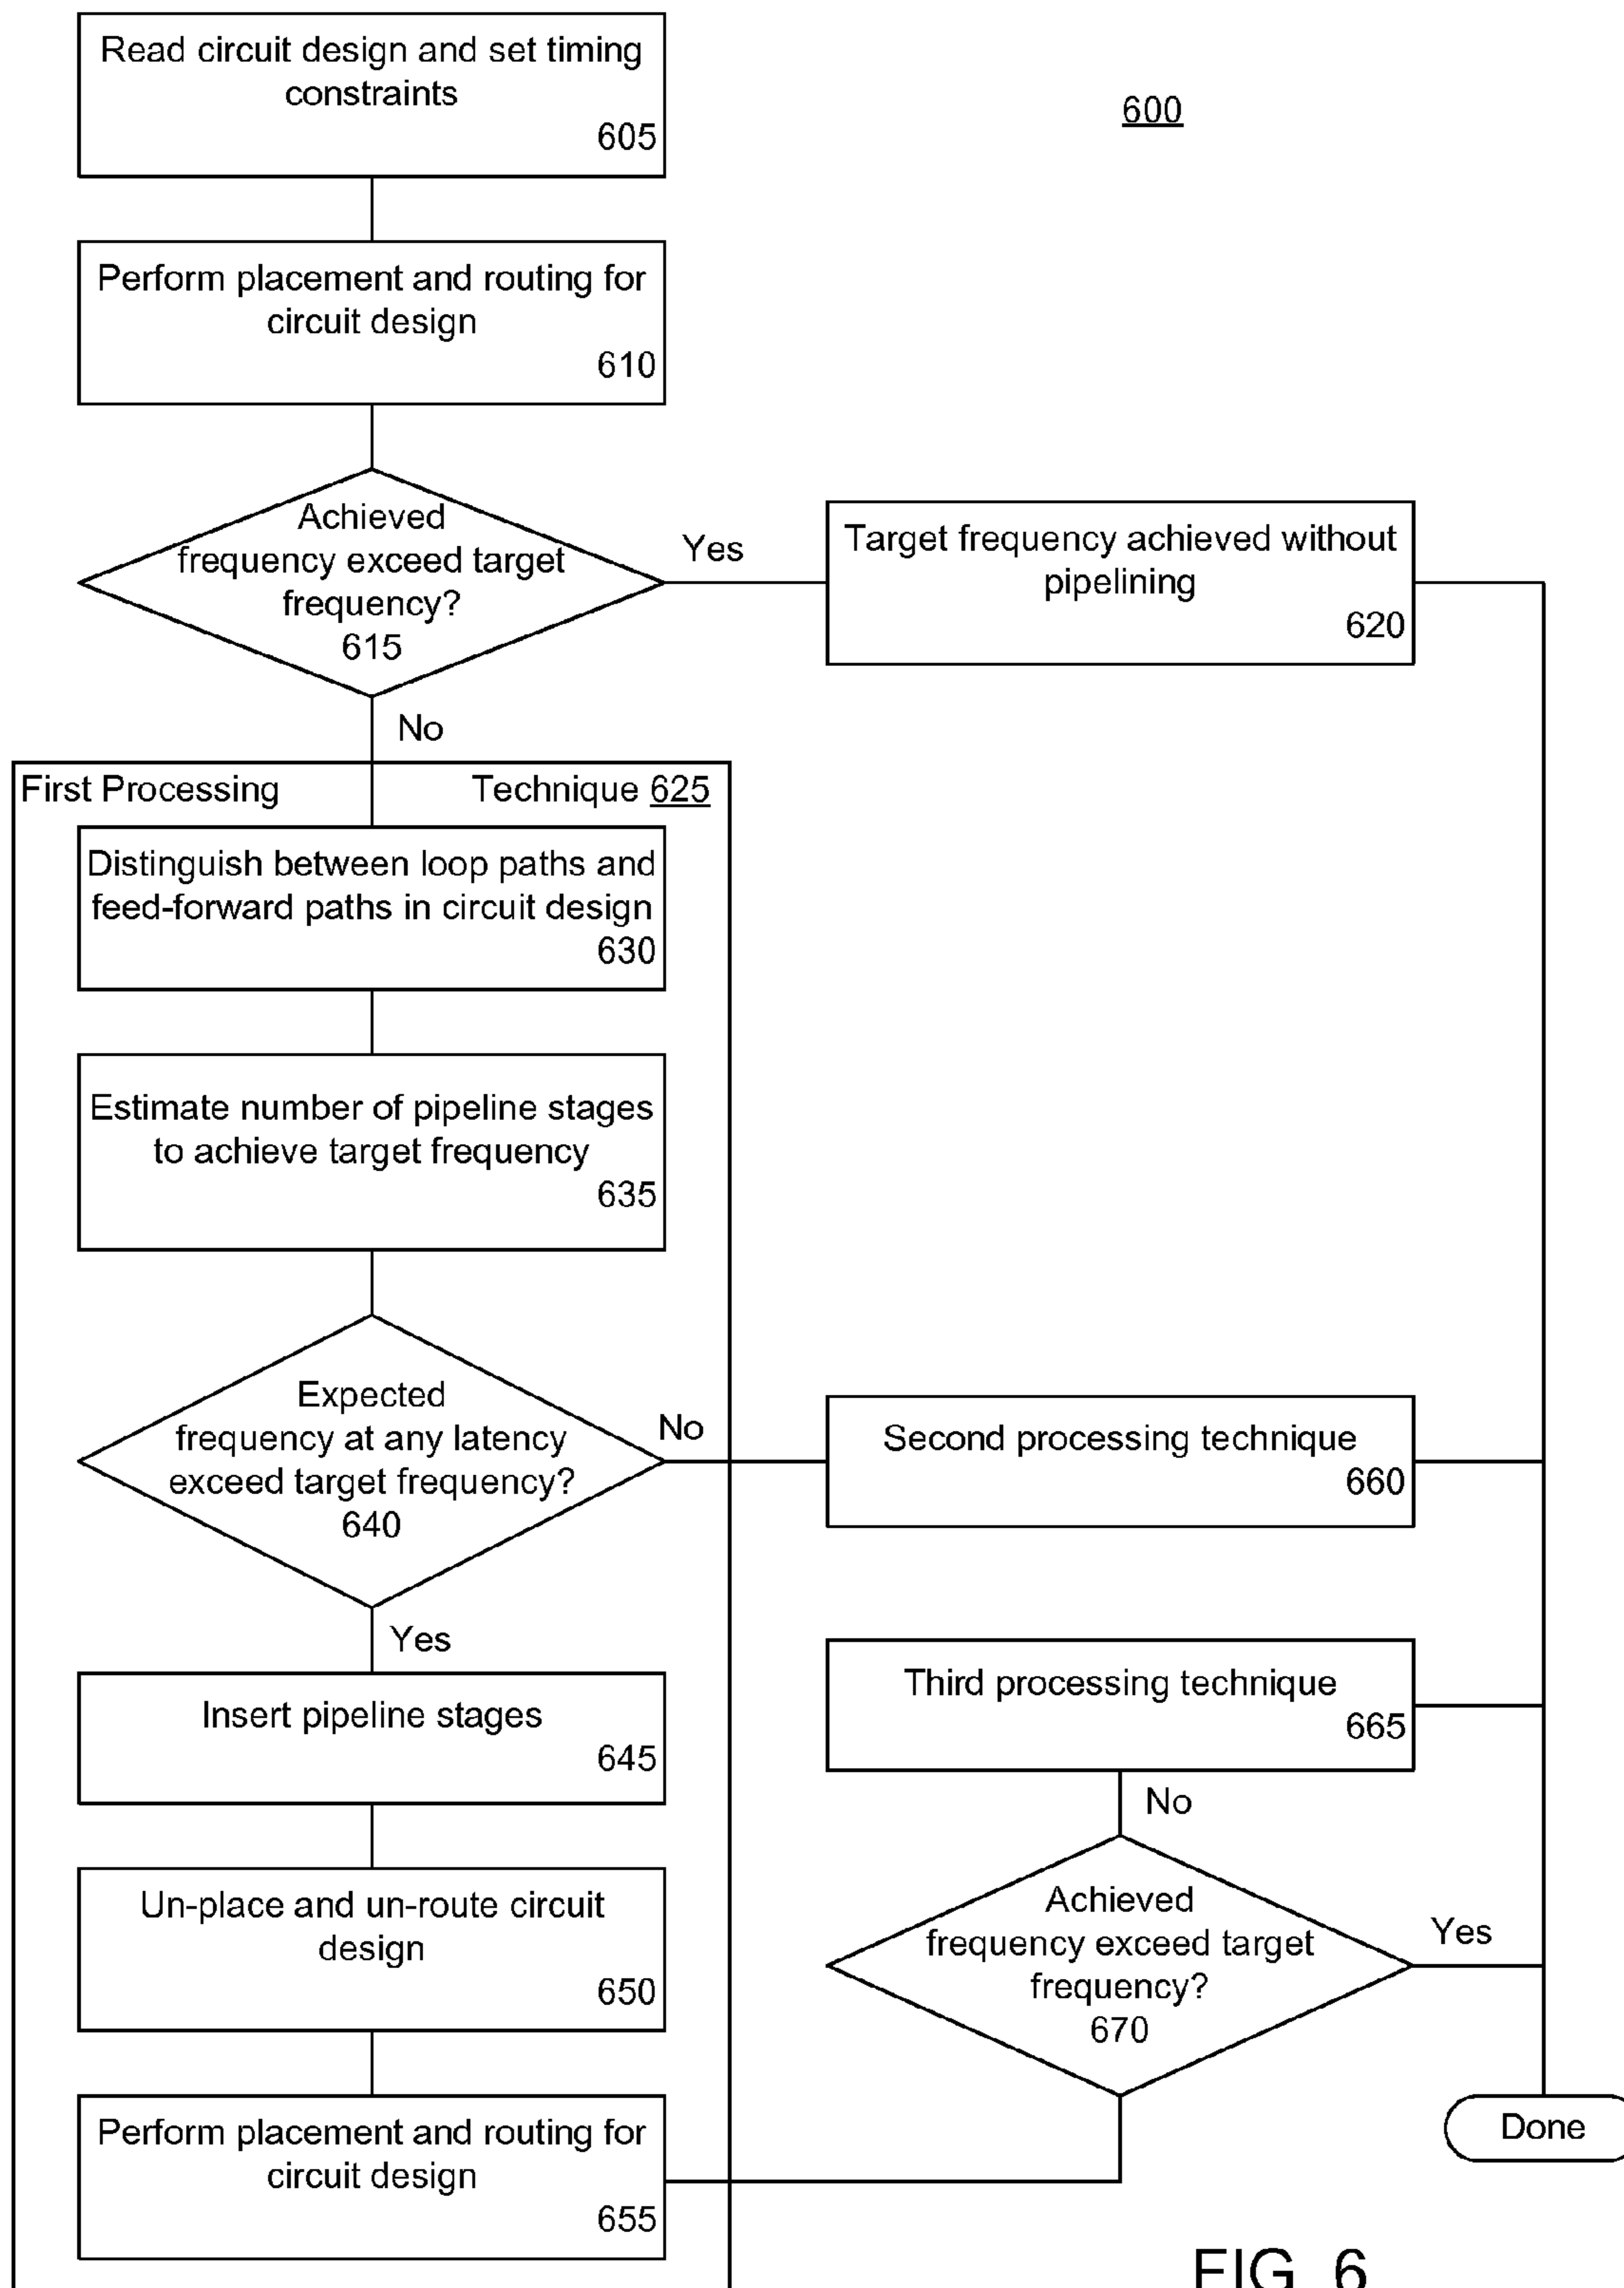 Read circuit design and set timing
constraints
605
600
Perform placement and routing for
circuit design
610
Achieved
frequency exceed target
frequency?
615
Yes
Target frequency achieved without
pipelining
620
No
First Processing Technique 625
Distinguish between loop paths and
feed-forward paths in circuit design
630
Estimate number of pipeline stages
to achieve target frequency
635
Expected
frequency at any latency
exceed target frequency?
640
No
Second processing technique
660
Yes
Insert pipeline stages
645
Third processing technique
665
No
Un-place and un-route circuit
design
650
Achieved
frequency exceed target
frequency?
670
Yes
Perform placement and routing for
circuit design
655
Done
FIG. 6